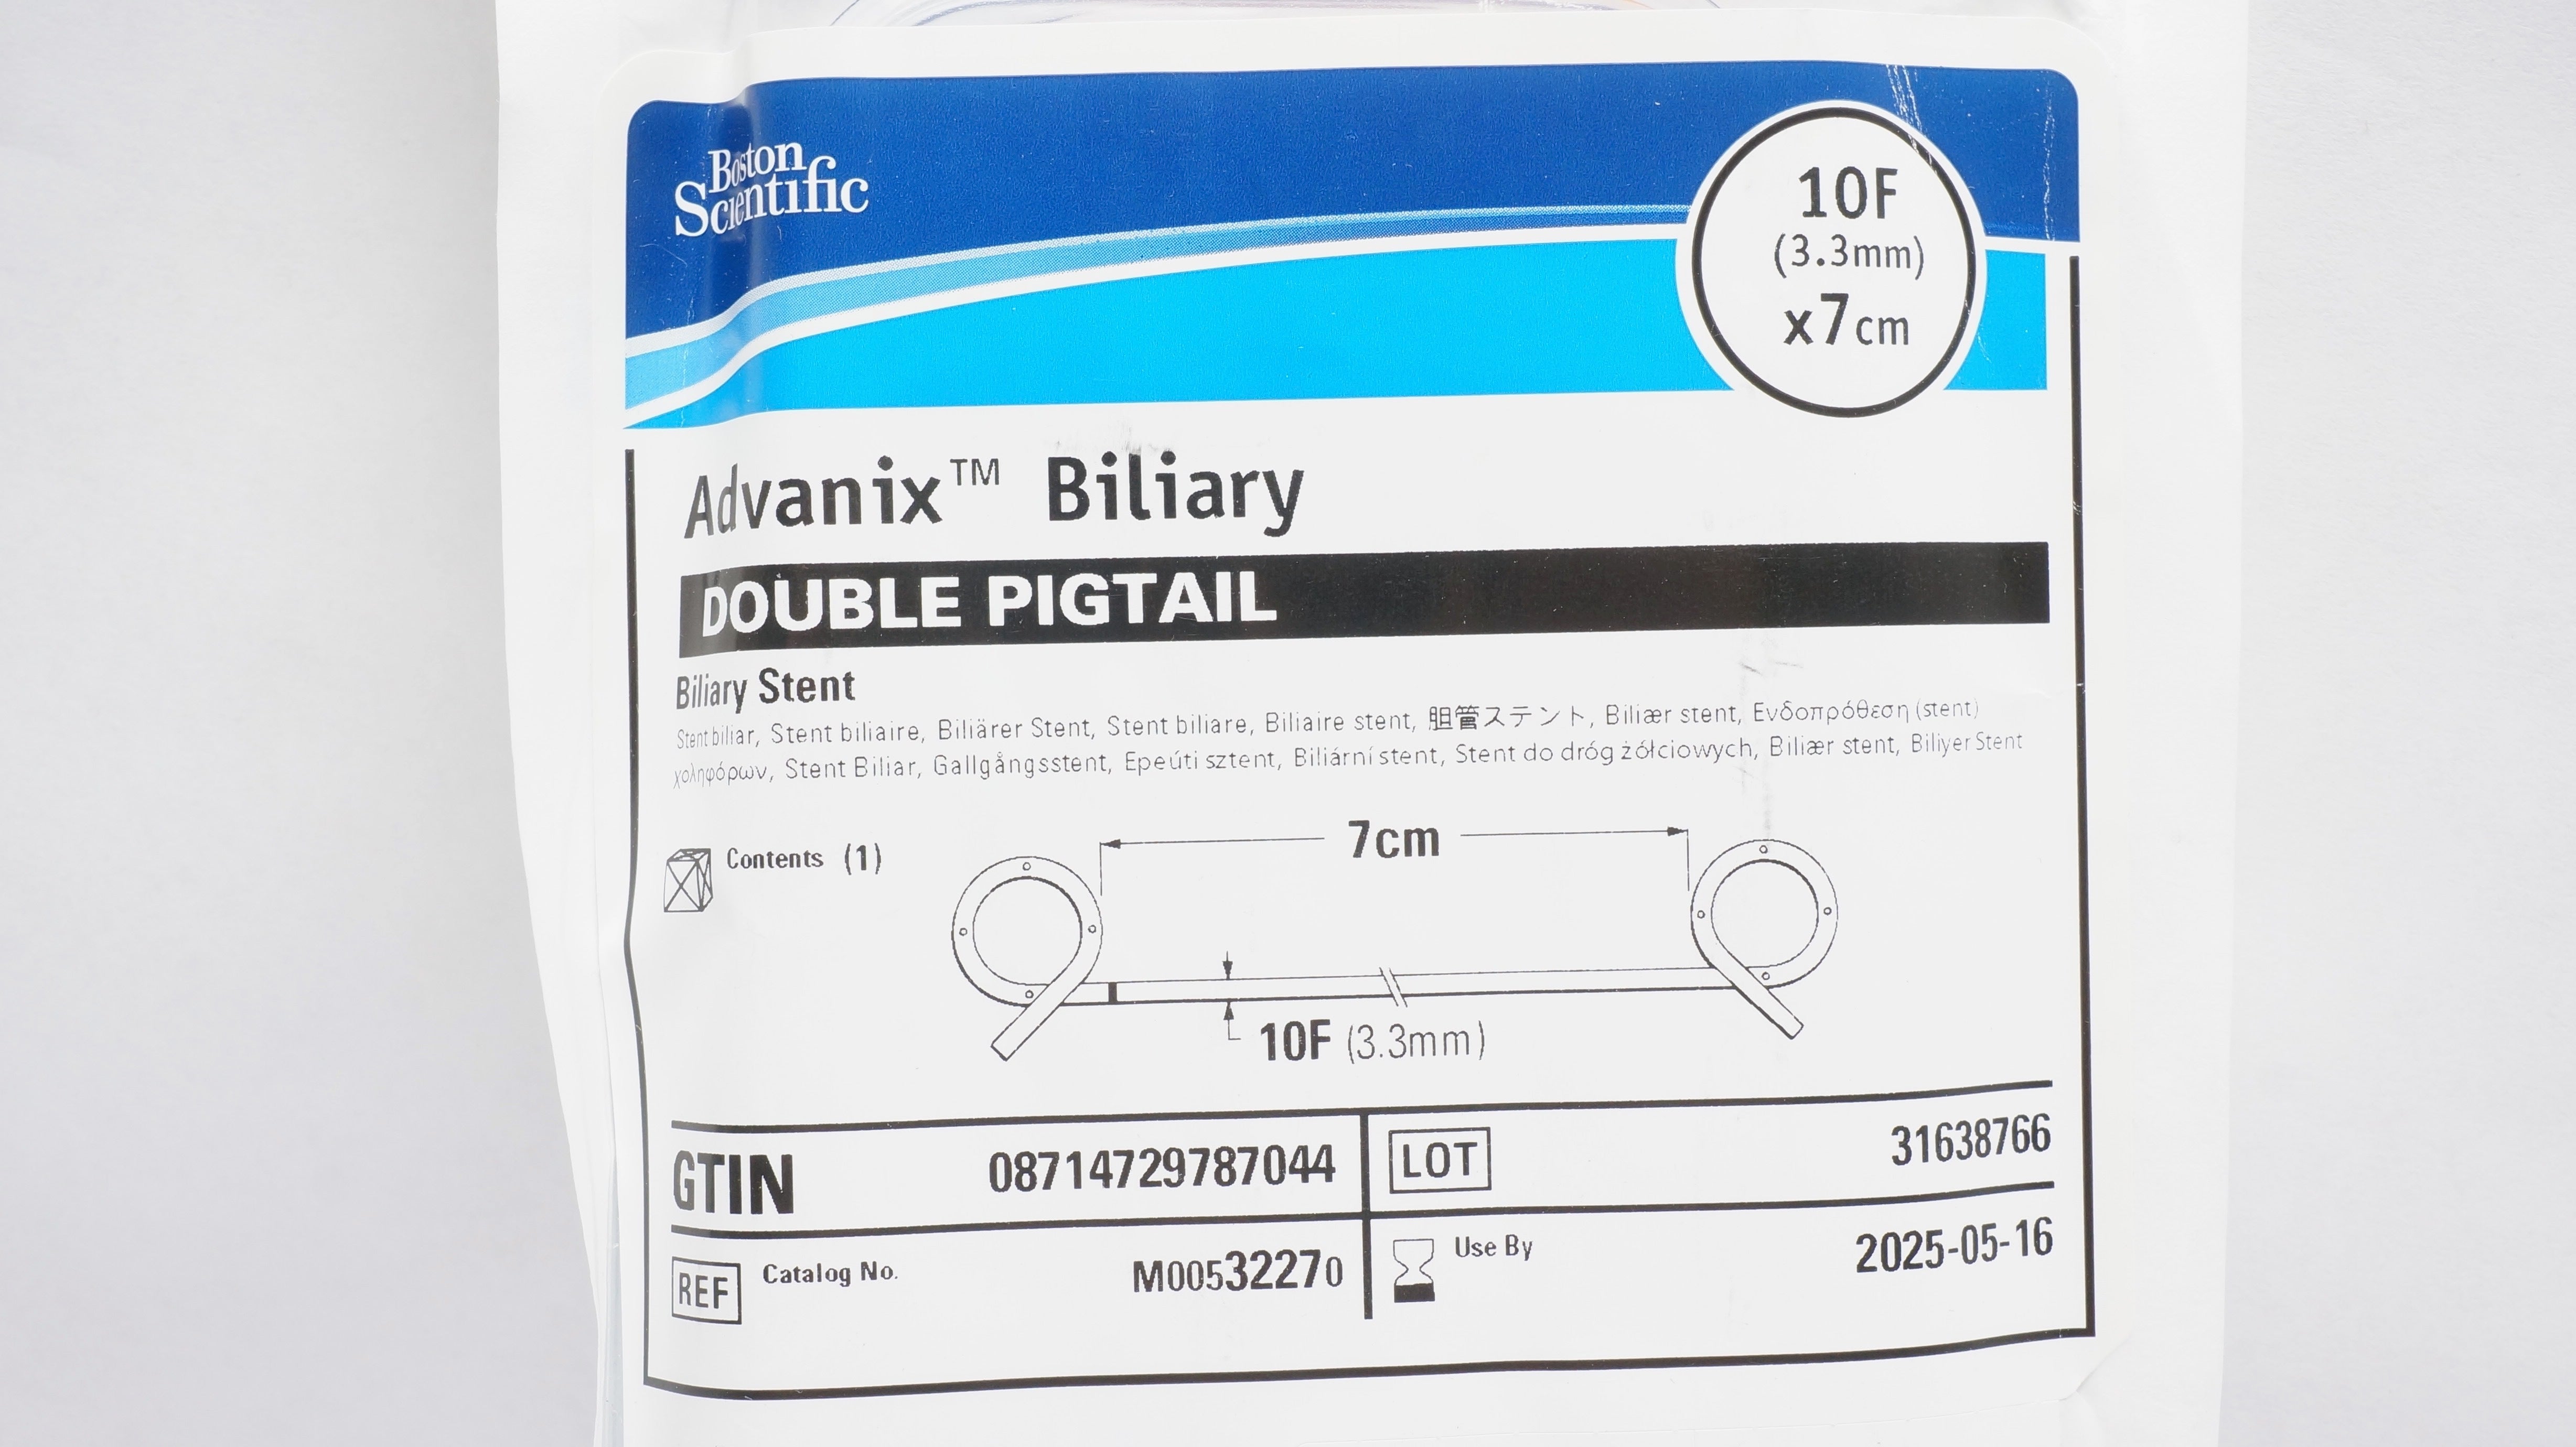 Boston
Scientific
10F
(3.3mm)
x7cm
Advanix™ Biliary
DOUBLE PIGTAIL
Biliary Stent
Stent biliar, Stent biliaire, Biliärer Stent, Stent biliare, Biliaire stent, 胆管ステント, Biliær stent, Ενδοπρόθεση (stent)
χοληφόρων, Stent Biliar, Gallgångsstent, Epeúti sztent, Biliární stent, Stent do dróg żółciowych, Biliær stent, Biliyer Stent
Contents (1)
7cm
10F (3.3mm)
GTIN 08714729787044
LOT 31638766
REF Catalog No. M00532270
Use By 2025-05-16